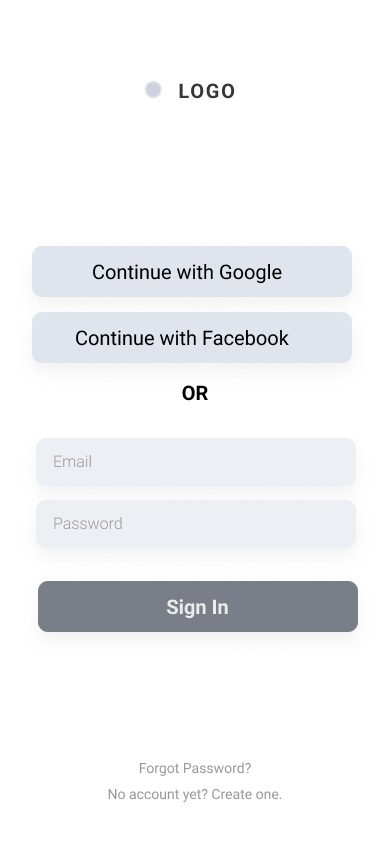 LOGO
Continue with Google
Continue with Facebook
OR
Email
Password
Sign In
Forgot Password?
No account yet? Create one.